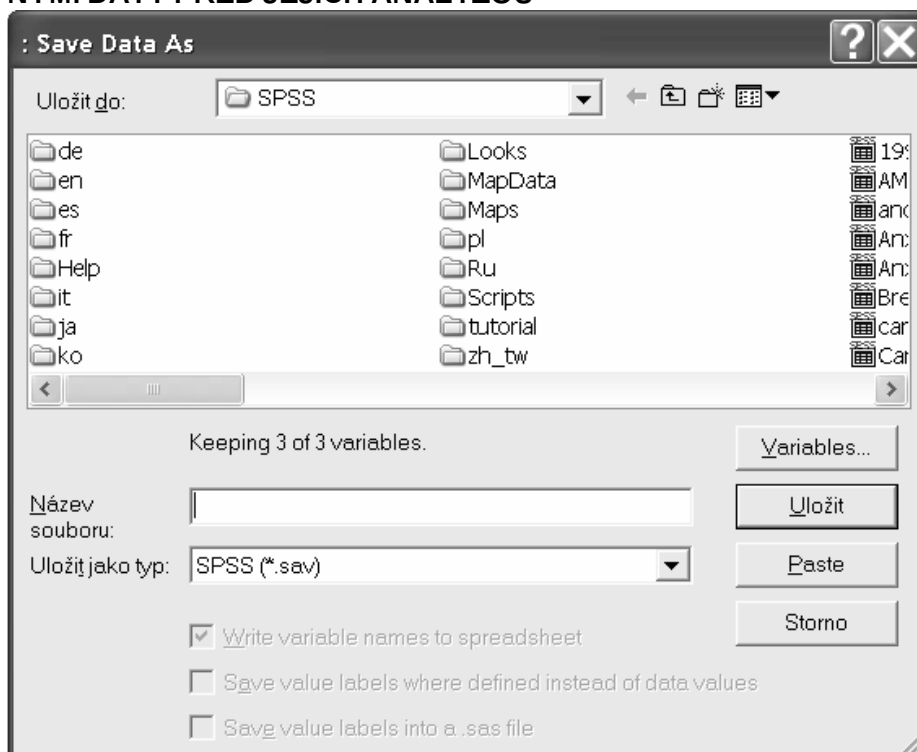 : Save Data As
Uložit do: SPSS
de Looks
en MapData AM
es Maps
fr pl
Help Ru
it Scripts
ja tutorial
ko zh_tw
Keeping 3 of 3 variables.
Variables...
Název souboru:
Uložit
Uložit jako typ: SPSS (*.sav)
Paste
Storno
Write variable names to spreadsheet
Save value labels where defined instead of data values
Save value labels into a .sas file